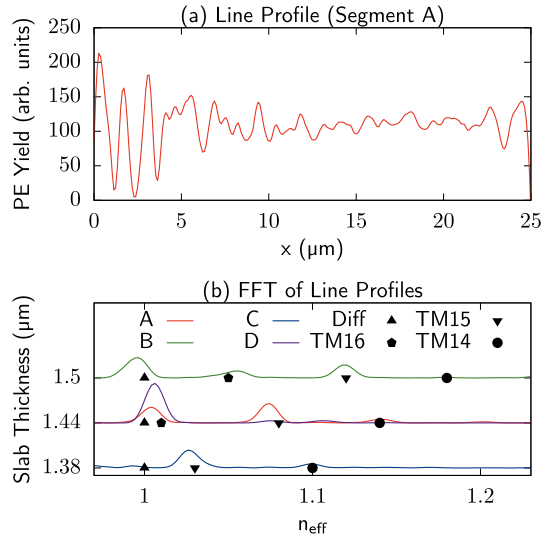 (a) Line Profile (Segment A)
PE Yield (arb. units)
250
200
150
100
50
0
0 5 10 15 20 25
x (μm)
(b) FFT of Line Profiles
Slab Thickness (μm)
A C Diff TM15
B D TM16 TM14
1.5
1.44
1.38
1 1.1 1.2
neff